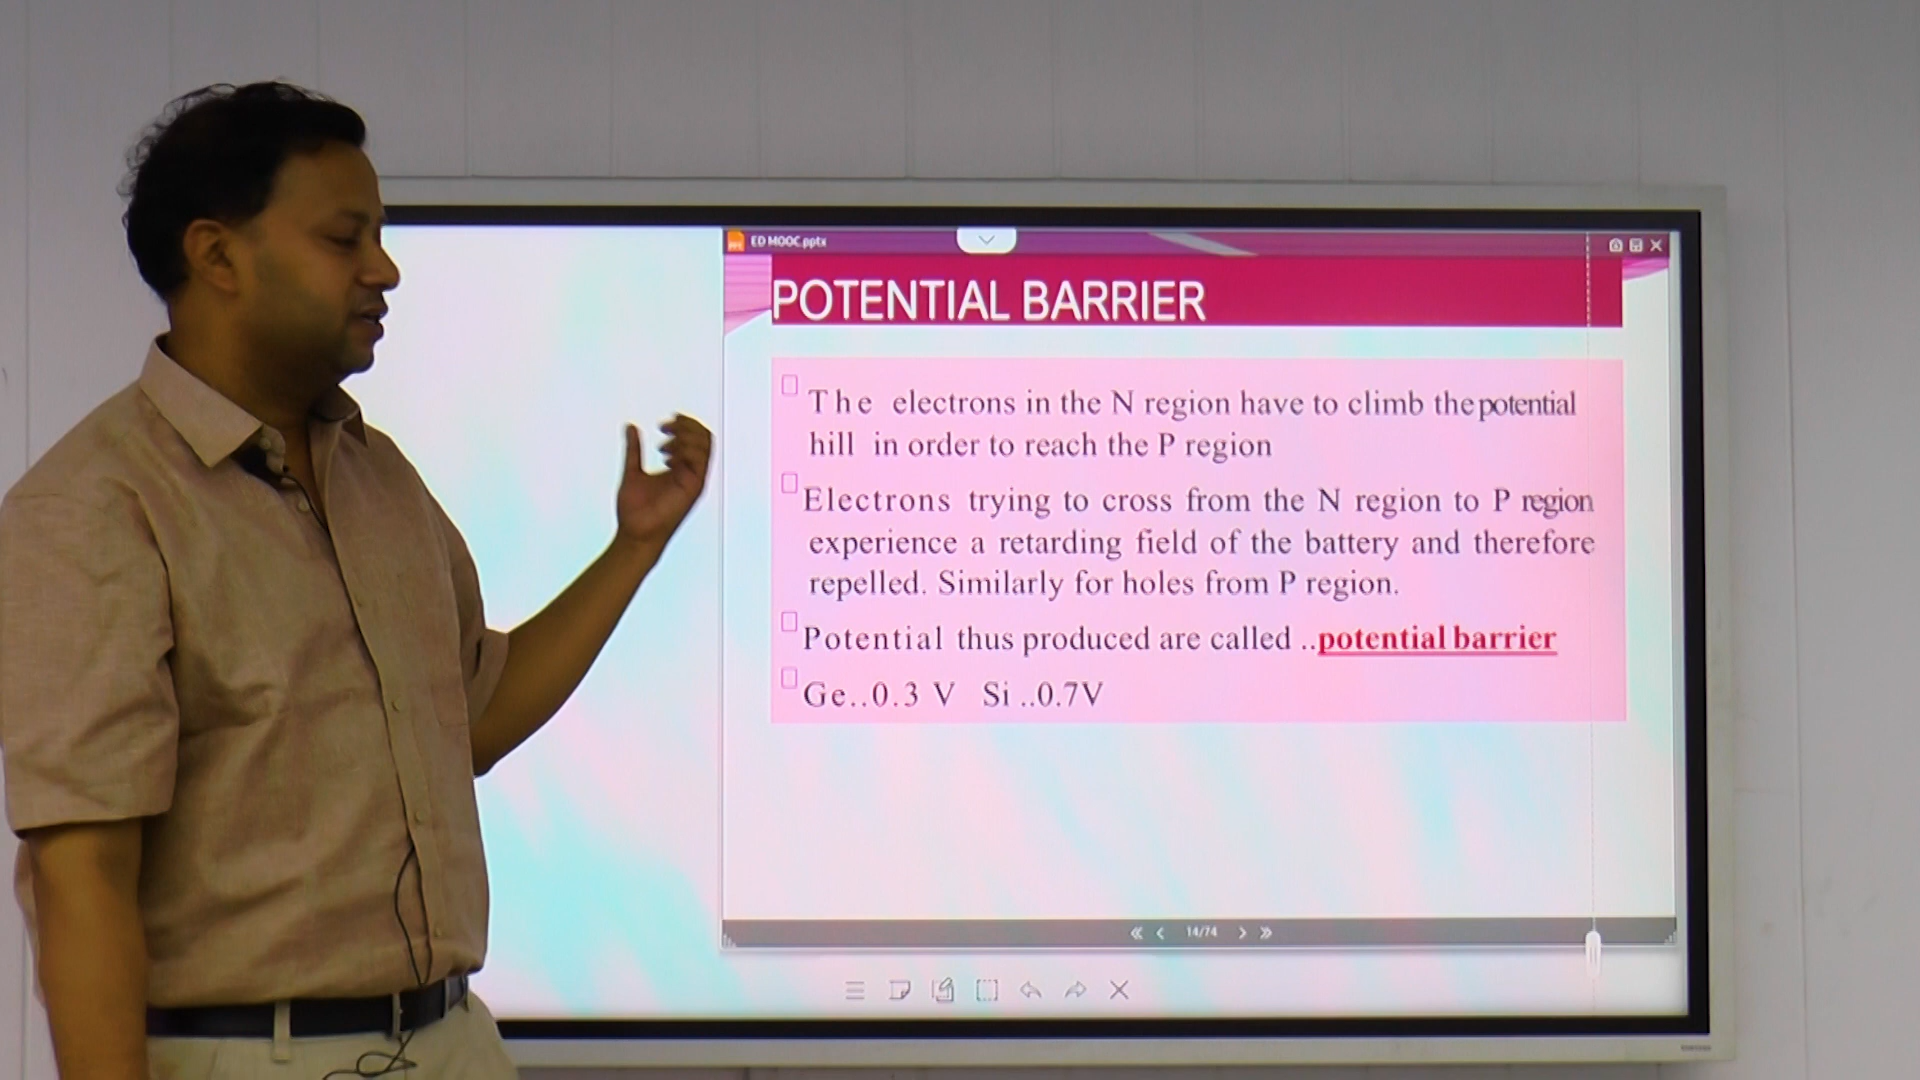 ED MOOC.pptx
POTENTIAL BARRIER
The electrons in the N region have to climb the potential
hill in order to reach the P region
Electrons trying to cross from the N region to P region
experience a retarding field of the battery and therefore
repelled. Similarly for holes from P region.
Potential thus produced are called ..potential barrier
Ge..0.3 V Si ..0.7V
14/74